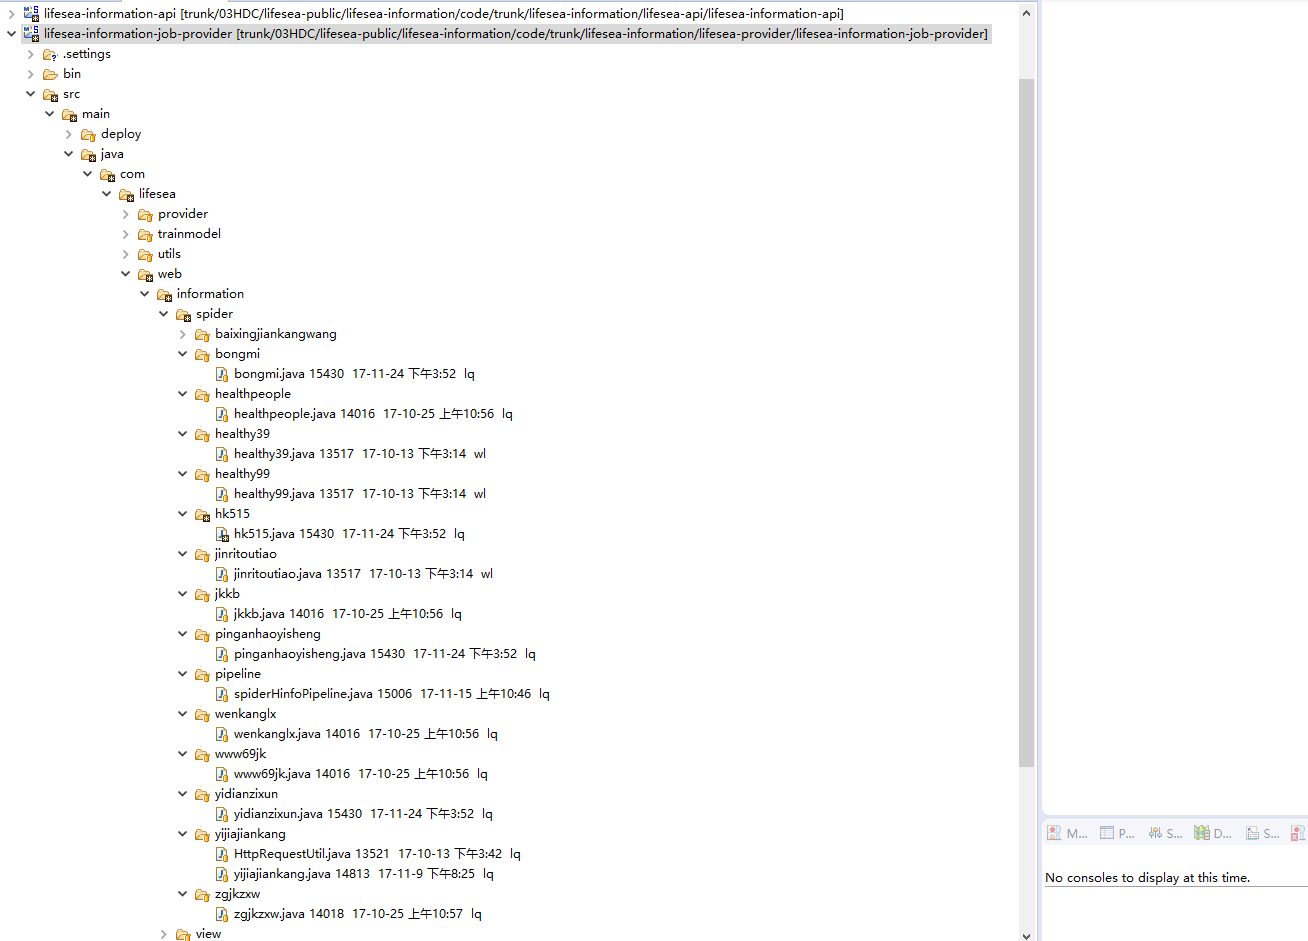 lifesea-information-api [trunk/03HDC/lifesea-public/lifesea-information/code/trunk/lifesea-information/lifesea-api/lifesea-information-api]
lifesea-information-job-provider [trunk/03HDC/lifesea-public/lifesea-information/code/trunk/lifesea-information/lifesea-provider/lifesea-information-job-provider]
.settings
bin
src
main
deploy
java
com
lifesea
provider
trainmodel
utils
web
information
spider
baixingjiankangwang
bongmi
bongmi.java 15430 17-11-24 下午3:52 lq
healthpeople
healthpeople.java 14016 17-10-25 上午10:56 lq
healthy39
healthy39.java 13517 17-10-13 下午3:14 wl
healthy99
healthy99.java 13517 17-10-13 下午3:14 wl
hk515
hk515.java 15430 17-11-24 下午3:52 lq
jinritoutiao
jinritoutiao.java 13517 17-10-13 下午3:14 wl
jkkb
jkkb.java 14016 17-10-25 上午10:56 lq
pinganhaoyisheng
pinganhaoyisheng.java 15430 17-11-24 下午3:52 lq
pipeline
spiderHinfoPipeline.java 15006 17-11-15 上午10:46 lq
wenkanglx
wenkanglx.java 14016 17-10-25 上午10:56 lq
www69jk
www69jk.java 14016 17-10-25 上午10:56 lq
yidianzixun
yidianzixun.java 15430 17-11-24 下午3:52 lq
yijiajiankang
HttpRequestUtil.java 13521 17-10-13 下午3:42 lq
yijiajiankang.java 14813 17-11-9 下午8:25 lq
zgjkzxw
zgjkzxw.java 14018 17-10-25 上午10:57 lq
view
M... P... S... D... S...
No consoles to display at this time.